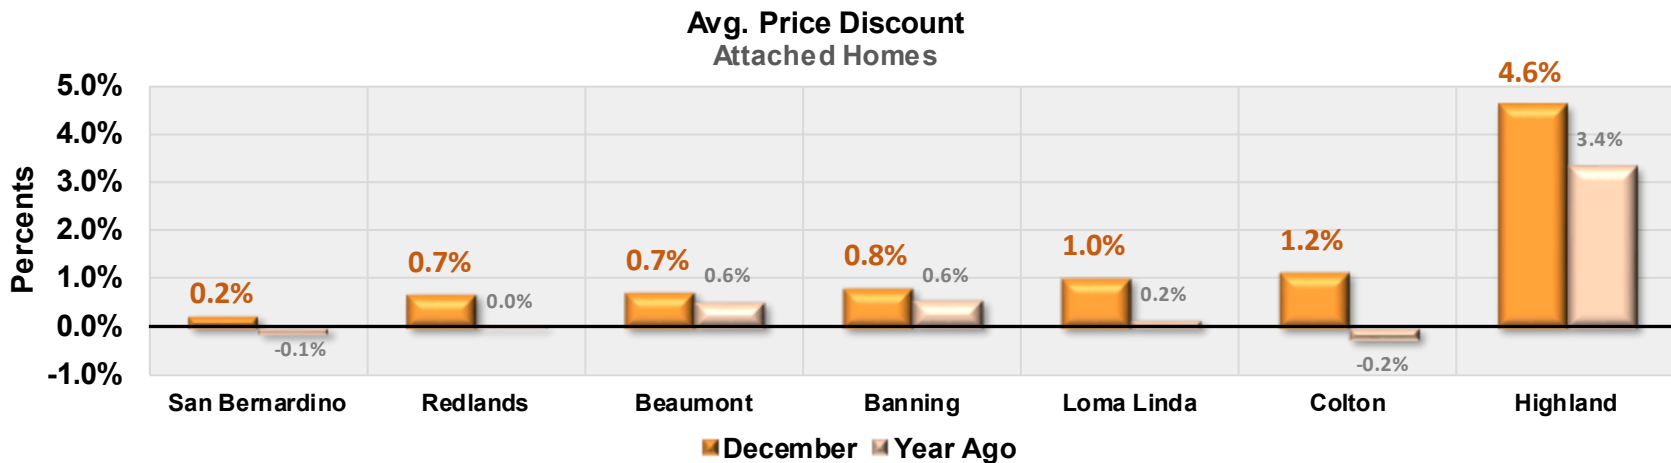 Avg. Price Discount
Attached Homes
Percents
5.0%
4.0%
3.0%
2.0%
1.0%
0.0%
-1.0%
0.2%
-0.1%
0.7%
0.0%
0.7%
0.6%
0.8%
0.6%
1.0%
0.2%
1.2%
-0.2%
4.6%
3.4%
San Bernardino
Redlands
Beaumont
Banning
Loma Linda
Colton
Highland
December
Year Ago